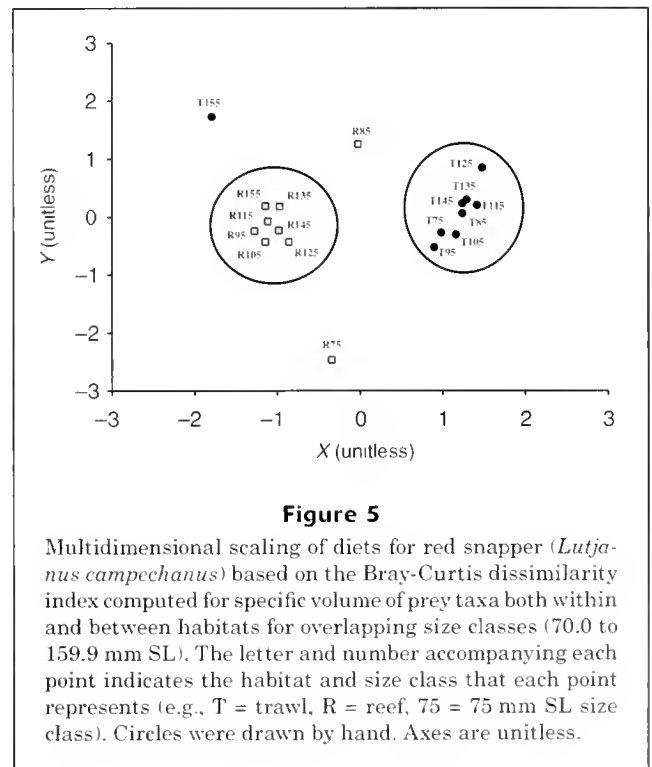 3
2
1
0
−1
−2
−3
Y (unitless)
T155
R85
T125
T135
T145
T115
T85
T75
T105
T95
R155
R135
R115
R145
R95
R105
R125
R75
−3
−2
−1
0
1
2
3
X (unitless)
Figure 5
Multidimensional scaling of diets for red snapper (Lutja-
nus campechanus) based on the Bray-Curtis dissimilarity
index computed for specific volume of prey taxa both within
and between habitats for overlapping size classes (70.0 to
159.9 mm SL). The letter and number accompanying each
point indicates the habitat and size class that each point
represents (e.g., T = trawl, R = reef, 75 = 75 mm SL size
class). Circles were drawn by hand. Axes are unitless.